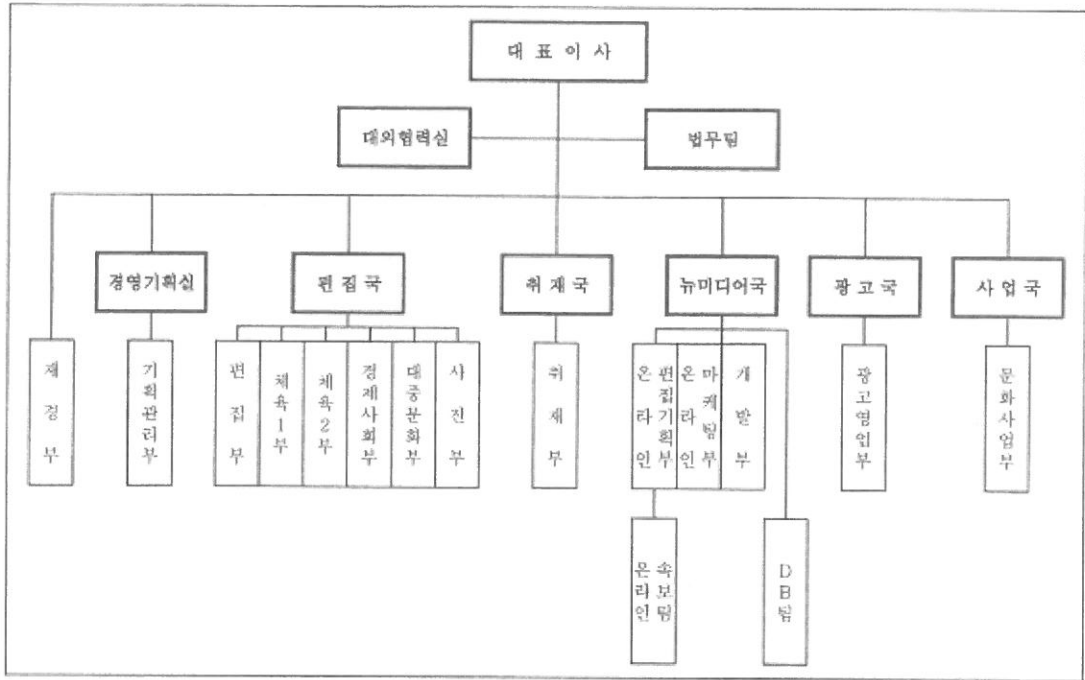 대표이사
대외협력실
법무팀
경영기획실
편집국
취재국
뉴미디어국
광고국
사업국
재경부
기획관리부
편집부
체육1부
체육2부
경제사회부
대중문화부
사진부
취재부
온라인
편집기획부
온라인
마케팅부
개발부
광고영업부
문화사업부
온라인
속보팀
DB팀